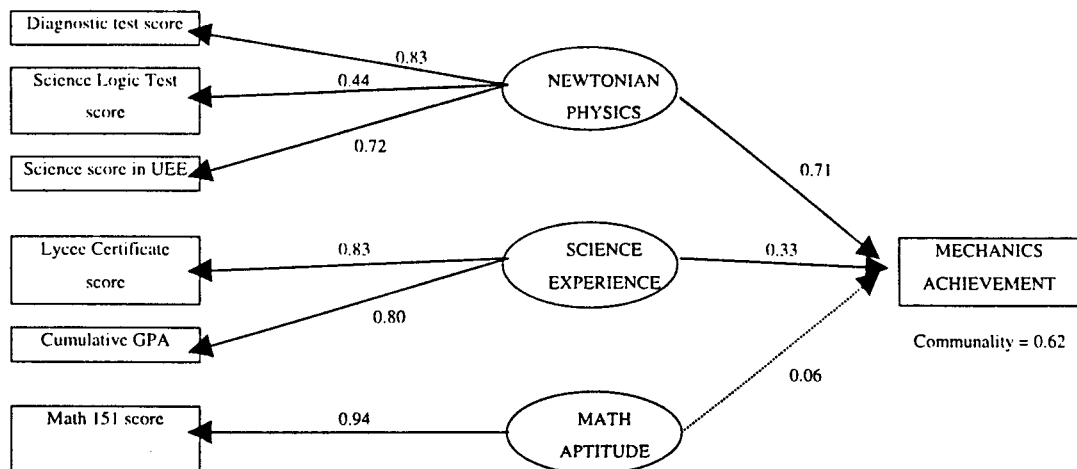 Diagnostic test score
0.83
NEWTONIAN
PHYSICS
Science Logic Test
score
0.44
Science score in UEE
0.72
0.71
Lycee Certificate
score
0.83
SCIENCE
EXPERIENCE
0.33
MECHANICS
ACHIEVEMENT
Cumulative GPA
0.80
Communality = 0.62
0.06
Math 151 score
0.94
MATH
APTITUDE